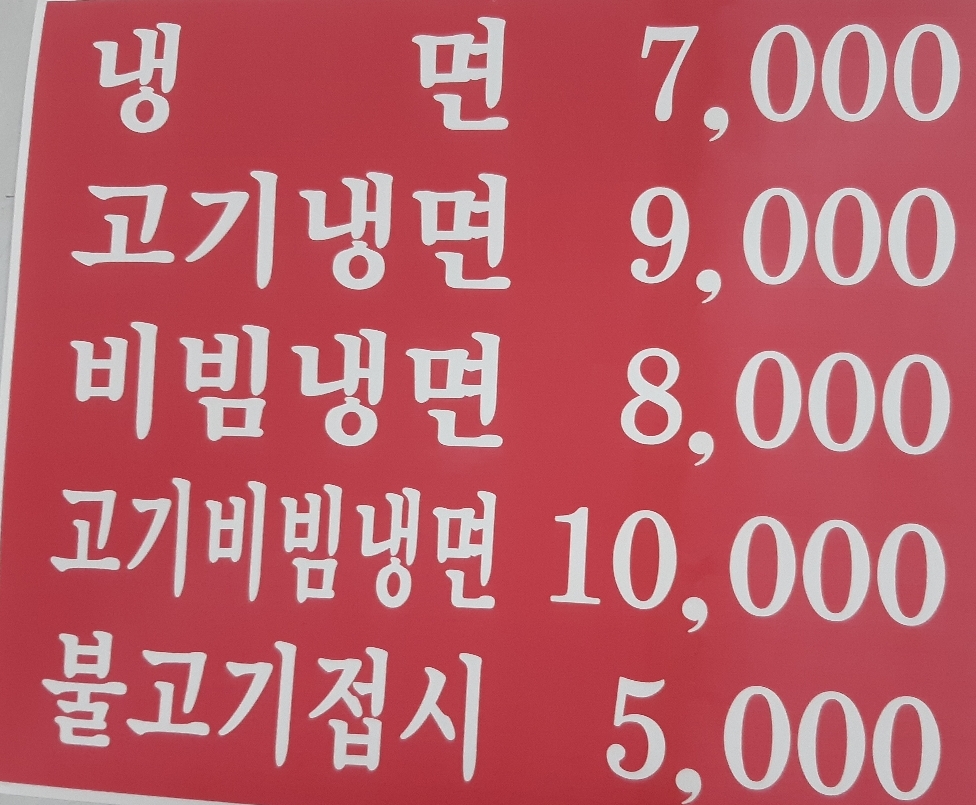 냉 면 7,000
고기냉면 9,000
비빔냉면 8,000
고기비빔냉면 10,000
불고기접시 5,000